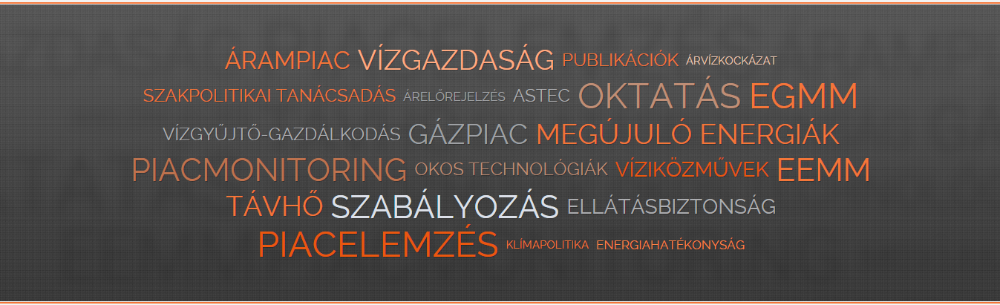 ÁRAMPIAC VÍZGAZDASÁG PUBLIKÁCIÓK ÁRVÍZKOCKÁZAT
SZAKPOLITIKAI TANÁCSADÁS ÁRELŐREJELZÉS ASTEC OKTATÁS EGMM
VÍZGYŰJTŐ-GAZDÁLKODÁS GÁZPIAC MEGÚJULÓ ENERGIÁK
PIACMONITORING OKOS TECHNOLÓGIÁK VÍZIKÖZMŰVEK EEMM
TÁVHŐ SZABÁLYOZÁS ELLÁTÁSBIZTONSÁG
PIACELEMZÉS KLÍMAPOLITIKA ENERGIAHATÉKONYSÁG